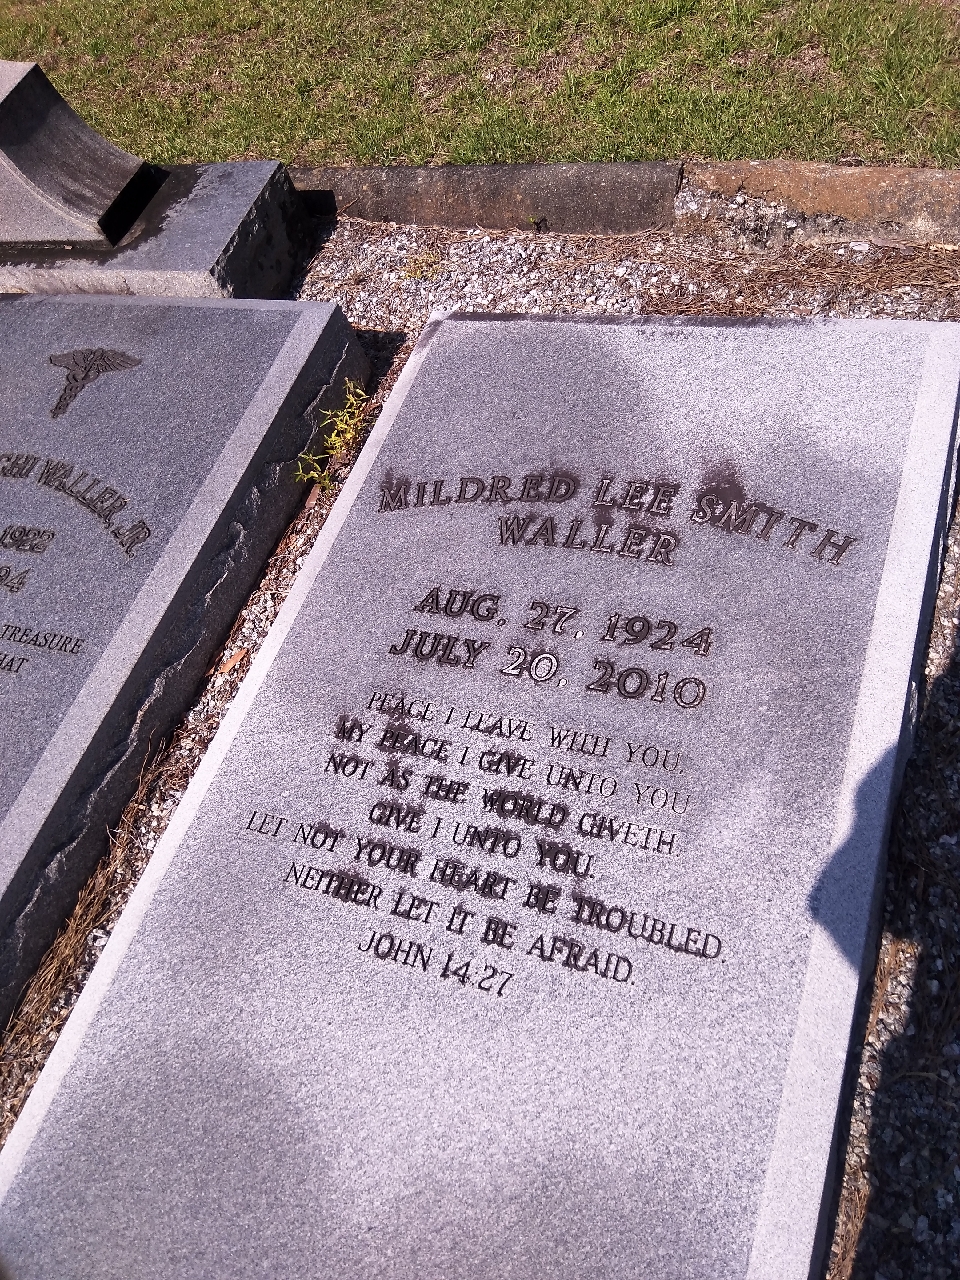 WALLER, JR.
1922
94
TREASURE
HAT
MILDRED LEE SMITH
WALLER
AUG. 27, 1924
JULY 20, 2010
PEACE I LEAVE WITH YOU,
MY PEACE I GIVE UNTO YOU
NOT AS THE WORLD GIVETH,
GIVE I UNTO YOU.
LET NOT YOUR HEART BE TROUBLED,
NEITHER LET IT BE AFRAID.
JOHN 14:27